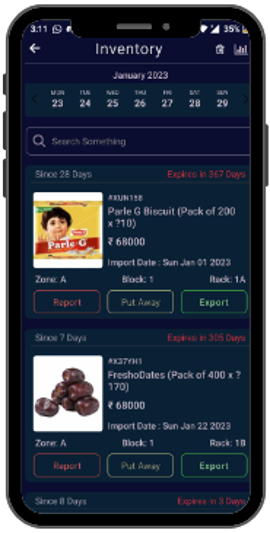 3:11 35%
Inventory
January 2023
MON TUE WED THU FRI SAT SUN
23 24 25 26 27 28 29
Search Something
Since 28 Days Expires in 367 Days
#XUN158
Parle G Biscuit (Pack of 200
x ?10)
₹ 68000
Import Date : Sun Jan 01 2023
Parle-G
Zone: A Block: 1 Rack: 1A
Report Put Away Export
Since 7 Days Expires in 305 Days
#X37YH1
FreshoDates (Pack of 400 x ?
170)
₹ 68000
Import Date : Sun Jan 22 2023
Zone: A Block: 1 Rack: 1B
Report Put Away Export
Since 8 Days Expires in 3 Days